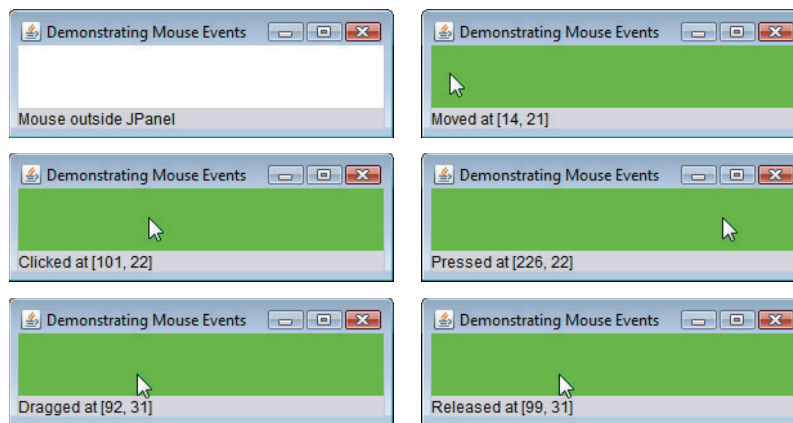 Demonstrating Mouse Events
Mouse outside JPanel
Demonstrating Mouse Events
Moved at [14, 21]
Demonstrating Mouse Events
Clicked at [101, 22]
Demonstrating Mouse Events
Pressed at [226, 22]
Demonstrating Mouse Events
Dragged at [92, 31]
Demonstrating Mouse Events
Released at [99, 31]